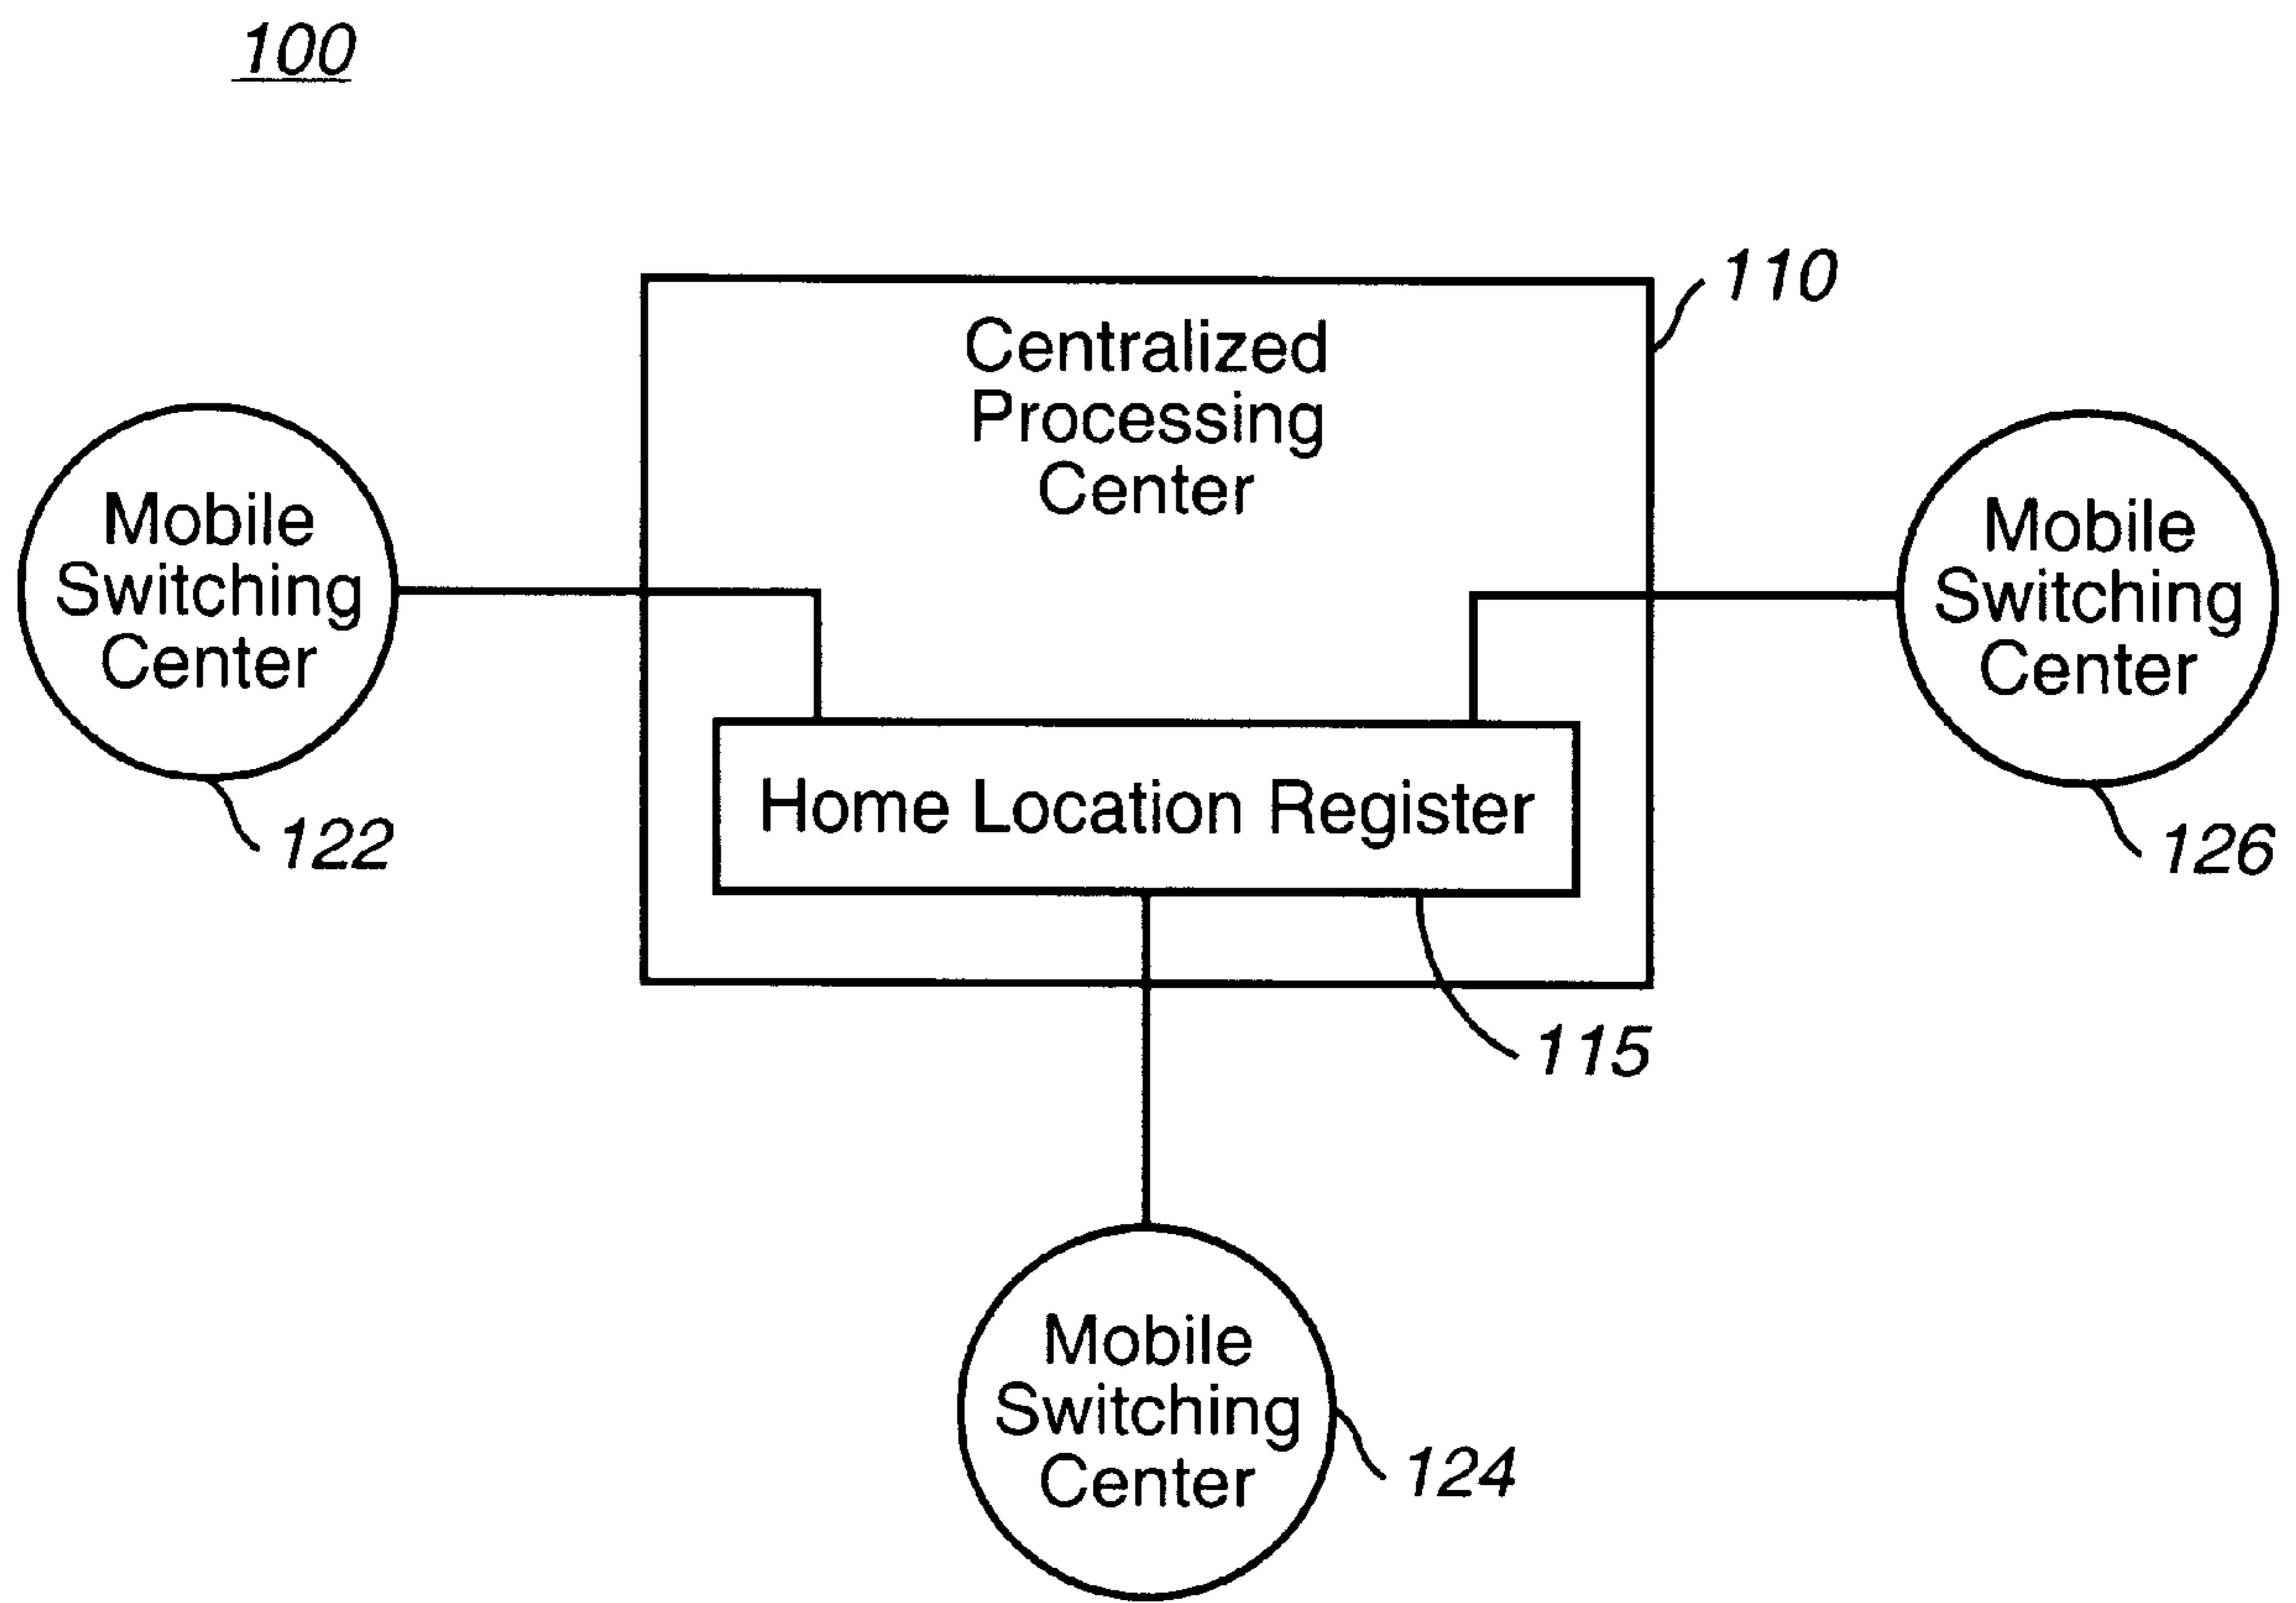 100
110
Centralized
Processing
Center
Mobile
Switching
Center
122
Mobile
Switching
Center
126
Home Location Register
115
Mobile
Switching
Center
124